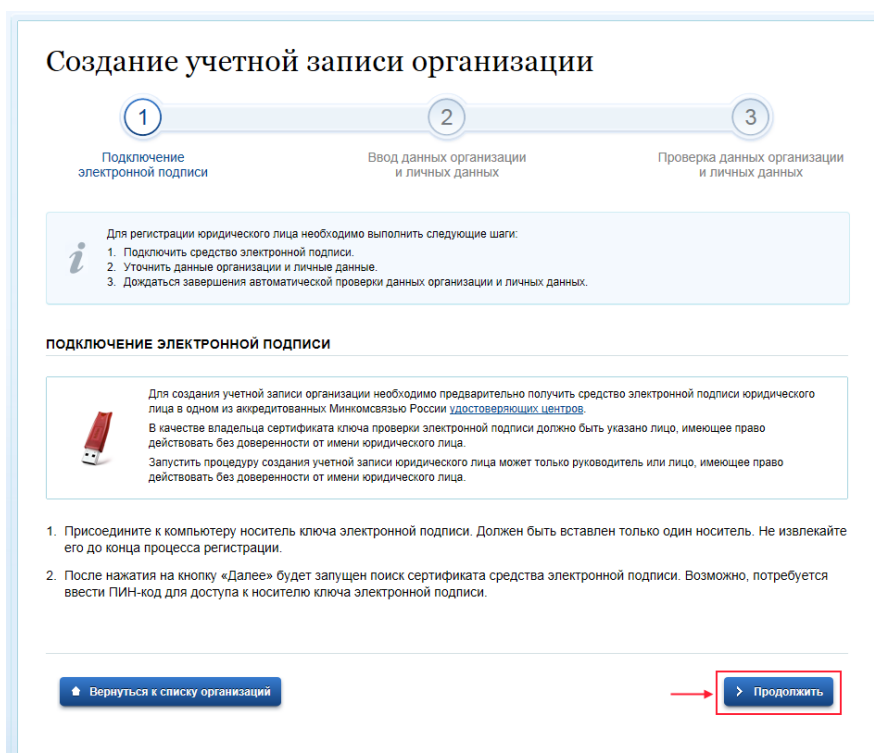 Создание учетной записи организации
1
2
3
Подключение
электронной подписи
Ввод данных организации
и личных данных
Проверка данных организации
и личных данных
i
Для регистрации юридического лица необходимо выполнить следующие шаги:
1. Подключить средство электронной подписи.
2. Уточнить данные организации и личные данные.
3. Дождаться завершения автоматической проверки данных организации и личных данных.
ПОДКЛЮЧЕНИЕ ЭЛЕКТРОННОЙ ПОДПИСИ
Для создания учетной записи организации необходимо предварительно получить средство электронной подписи юридического
лица в одном из аккредитованных Минкомсвязью России удостоверяющих центров.
В качестве владельца сертификата ключа проверки электронной подписи должно быть указано лицо, имеющее право
действовать без доверенности от имени юридического лица.
Запустить процедуру создания учетной записи юридического лица может только руководитель или лицо, имеющее право
действовать без доверенности от имени юридического лица.
1. Присоедините к компьютеру носитель ключа электронной подписи. Должен быть вставлен только один носитель. Не извлекайте
его до конца процесса регистрации.
2. После нажатия на кнопку «Далее» будет запущен поиск сертификата средства электронной подписи. Возможно, потребуется
ввести ПИН-код для доступа к носителю ключа электронной подписи.
Вернуться к списку организаций
Продолжить